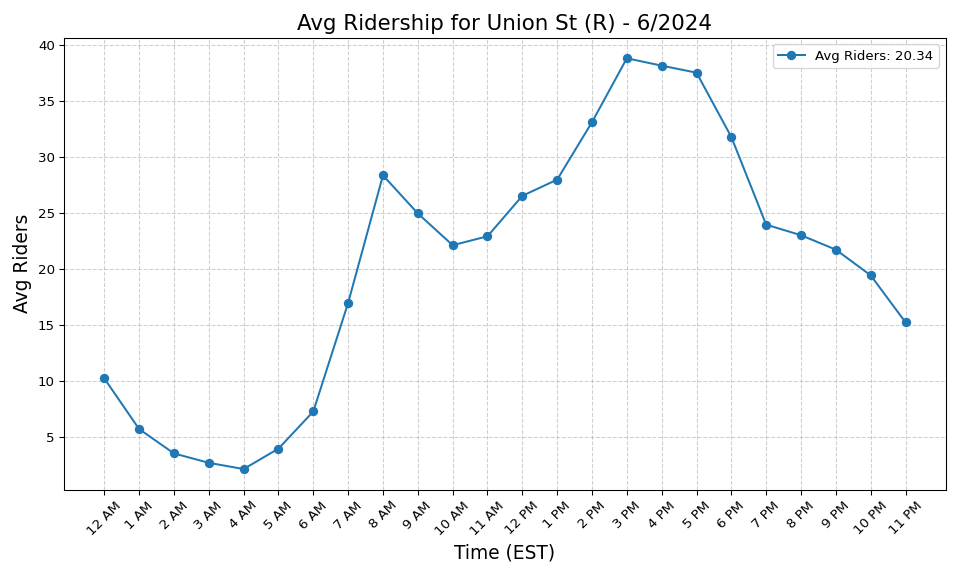 Avg Ridership for Union St (R) - 6/2024
Avg Riders: 20.34
Avg Riders
40
35
30
25
20
15
10
5
12 AM
1 AM
2 AM
3 AM
4 AM
5 AM
6 AM
7 AM
8 AM
9 AM
10 AM
11 AM
12 PM
1 PM
2 PM
3 PM
4 PM
5 PM
6 PM
7 PM
8 PM
9 PM
10 PM
11 PM
Time (EST)